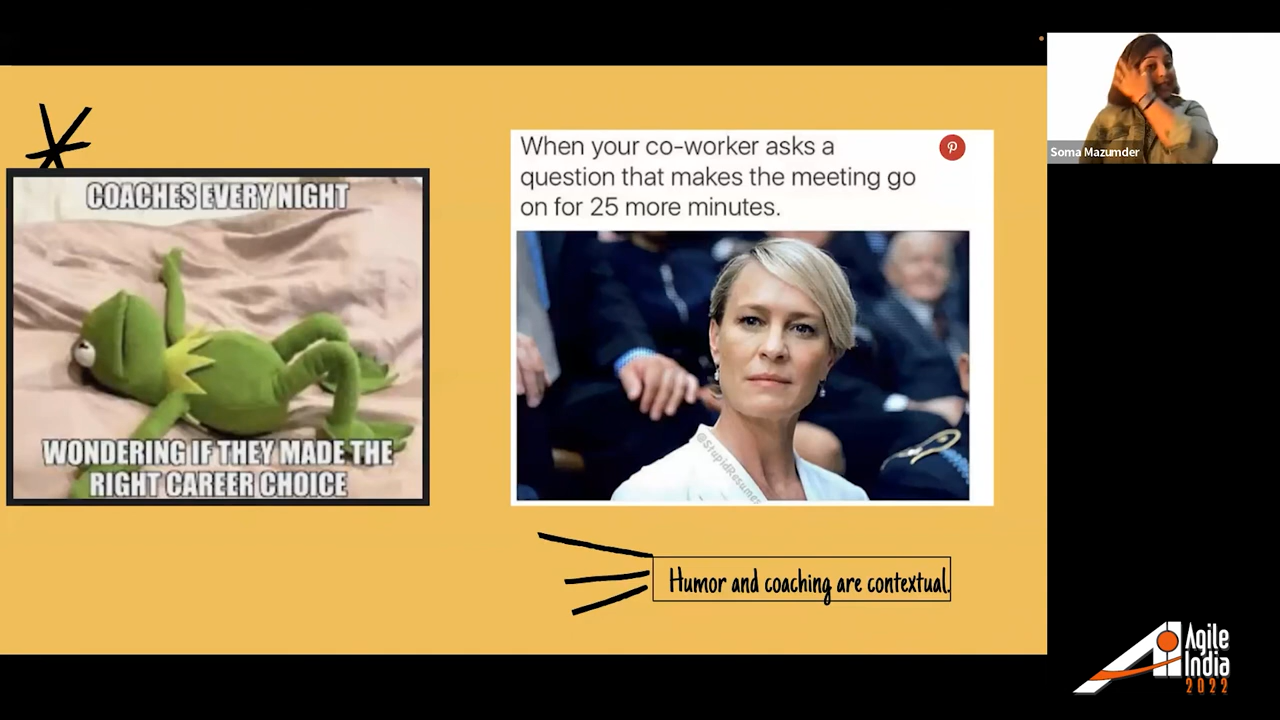 COACHES EVERY NIGHT
WONDERING IF THEY MADE THE
RIGHT CAREER CHOICE
When your co-worker asks a
question that makes the meeting go
on for 25 more minutes.
@StupidResumes
Humor and coaching are contextual.
Soma Mazumder
Agile
India
2022